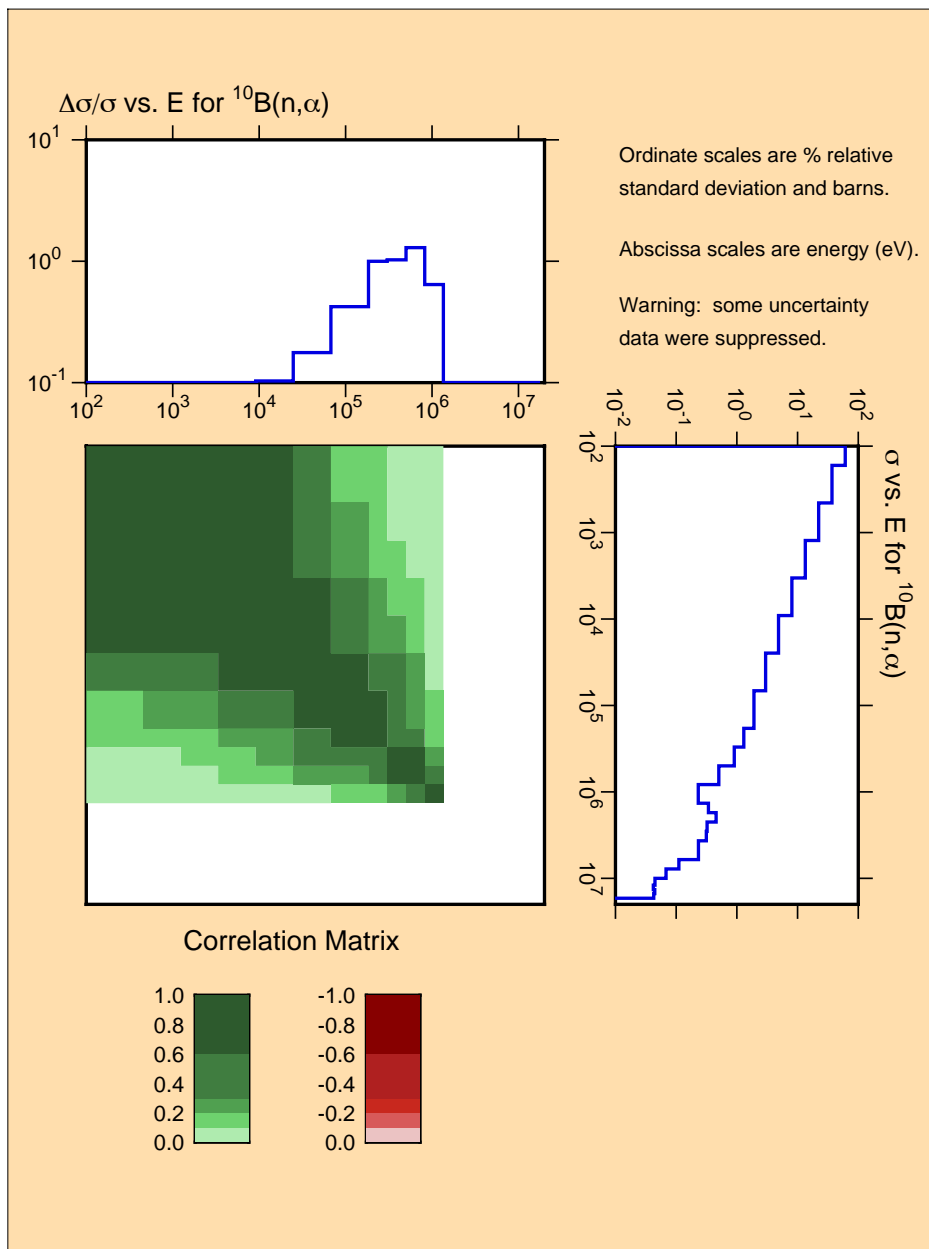 Δσ/σ vs. E for ¹⁰B(n,α)
10¹
10⁰
10⁻¹
10² 10³ 10⁴ 10⁵ 10⁶ 10⁷
Ordinate scales are % relative
standard deviation and barns.
Abscissa scales are energy (eV).
Warning: some uncertainty
data were suppressed.
10⁻² 10⁻¹ 10⁰ 10¹ 10²
10² 10³ 10⁴ 10⁵ 10⁶ 10⁷
σ vs. E for ¹⁰B(n,α)
Correlation Matrix
1.0 -1.0
0.8 -0.8
0.6 -0.6
0.4 -0.4
0.2 -0.2
0.0 0.0